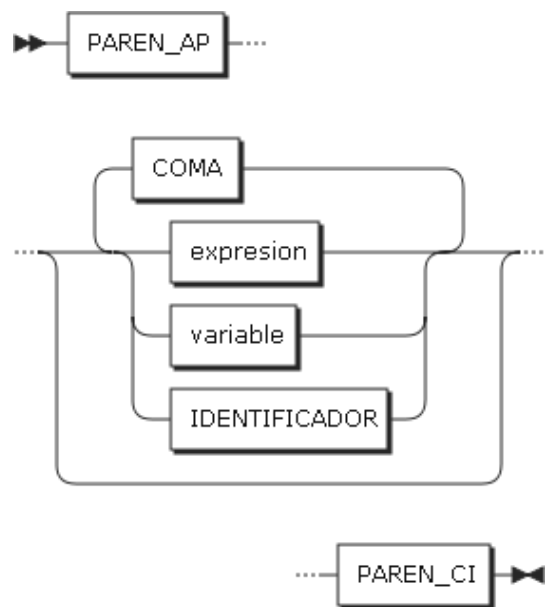 PAREN_AP
COMA
expresion
variable
IDENTIFICADOR
PAREN_CI